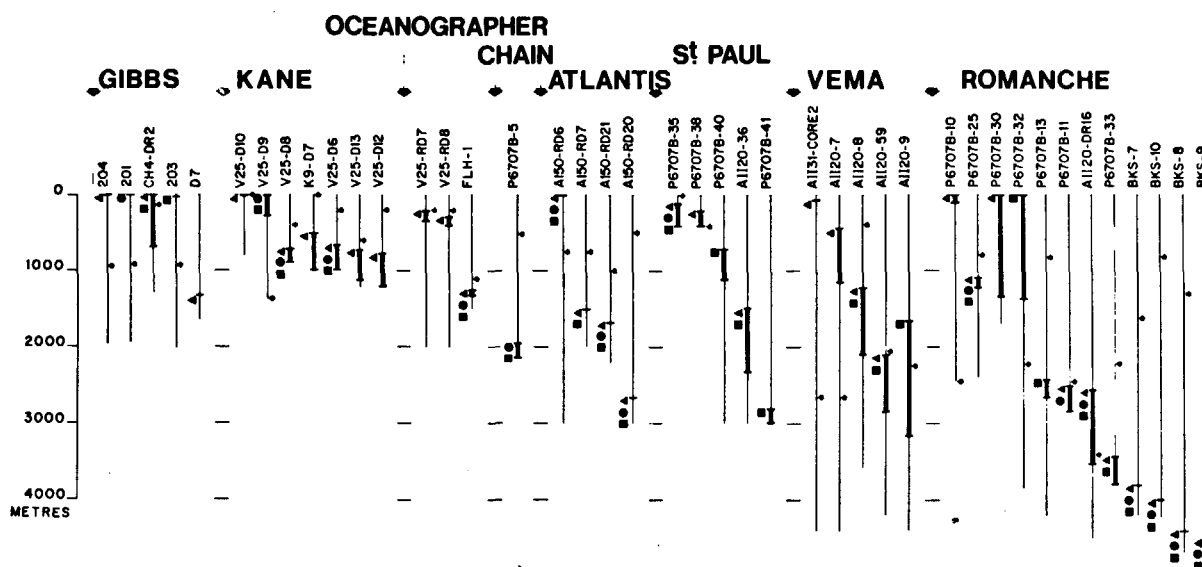 OCEANOGRAPHER
CHAIN
St PAUL
GIBBS
KANE
ATLANTIS
VEMA
ROMANCHE
204
201
CH4-DR2
203
D7
V25-D10
V25-D9
V25-D8
K9-D7
V25-D6
V25-D13
V25-D12
V25-RD7
V25-RD8
FLH-1
P6707B-5
A150-RD6
A150-RD7
A150-RD21
A150-RD20
P6707B-35
P6707B-38
P6707B-40
A1120-36
P6707B-41
A1131-CORE2
A1120-7
A1120-8
A1120-59
A1120-9
P6707B-10
P6707B-25
P6707B-30
P6707B-32
P6707B-13
P6707B-11
A1120-DR16
P6707B-33
BKS-7
BKS-10
BKS-8
BKS-9
0
1000
2000
3000
4000
METRES